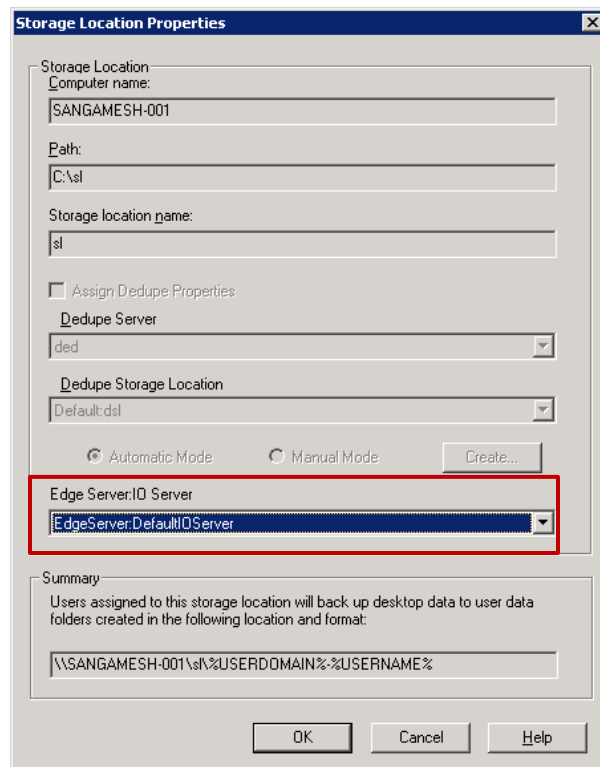 Storage Location Properties
Storage Location
Computer name:
SANGAMESH-001
Path:
C:\sl
Storage location name:
sl
Assign Dedupe Properties
Dedupe Server
ded
Dedupe Storage Location
Default:dsl
Automatic Mode Manual Mode Create...
Edge Server:IO Server
EdgeServer:DefaultIOServer
Summary
Users assigned to this storage location will back up desktop data to user data
folders created in the following location and format:
\\SANGAMESH-001\sl\%USERDOMAIN%-%USERNAME%
OK Cancel Help